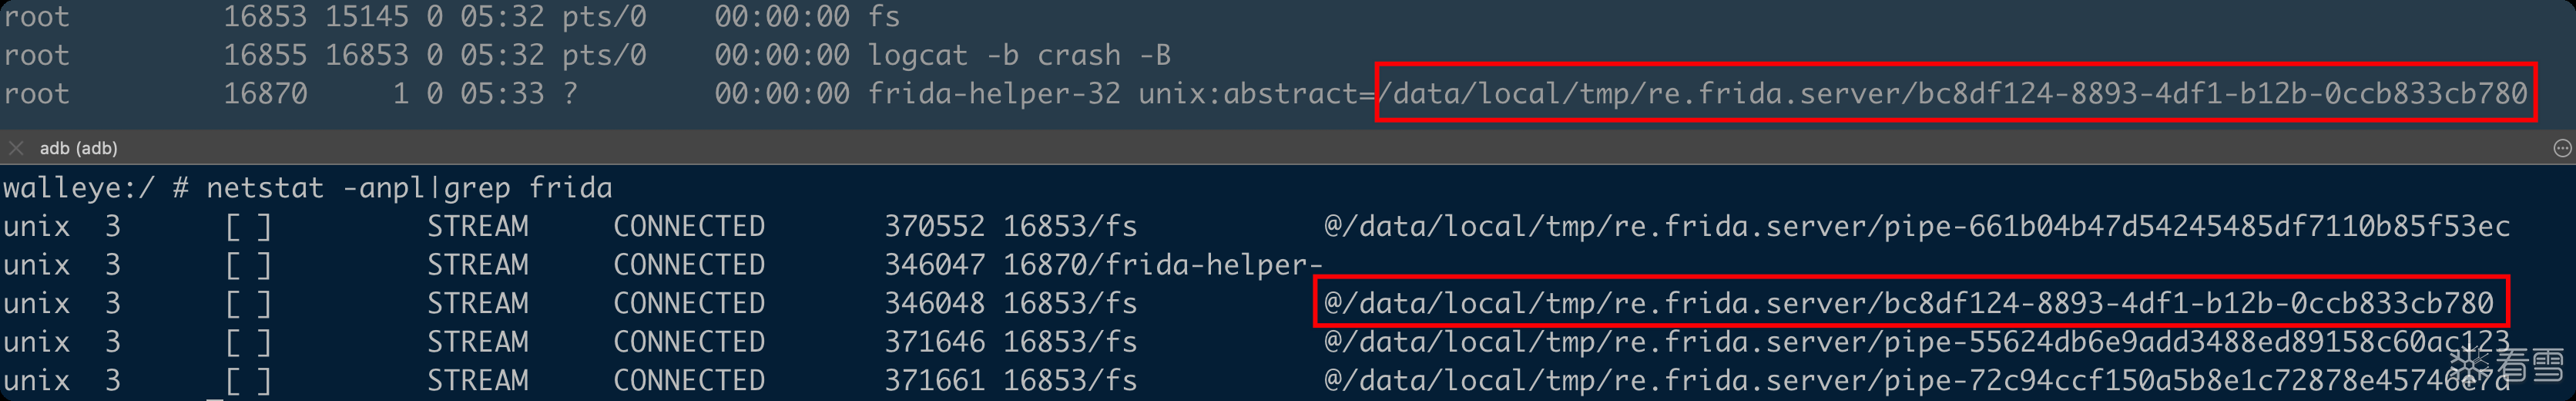 root 16853 15145 0 05:32 pts/0 00:00:00 fs
root 16855 16853 0 05:32 pts/0 00:00:00 logcat -b crash -B
root 16870 1 0 05:33 ? 00:00:00 frida-helper-32 unix:abstract=/data/local/tmp/re.frida.server/bc8df124-8893-4df1-b12b-0ccb833cb780
adb (adb)
walleye:/ # netstat -anpl|grep frida
unix 3 [ ] STREAM CONNECTED 370552 16853/fs @/data/local/tmp/re.frida.server/pipe-661b04b47d54245485df7110b85f53ec
unix 3 [ ] STREAM CONNECTED 346047 16870/frida-helper-
unix 3 [ ] STREAM CONNECTED 346048 16853/fs @/data/local/tmp/re.frida.server/bc8df124-8893-4df1-b12b-0ccb833cb780
unix 3 [ ] STREAM CONNECTED 371646 16853/fs @/data/local/tmp/re.frida.server/pipe-55624db6e9add3488ed89158c60ac123
unix 3 [ ] STREAM CONNECTED 371661 16853/fs @/data/local/tmp/re.frida.server/pipe-72c94ccf150a5b8e1c72878e45746e7d
看雪